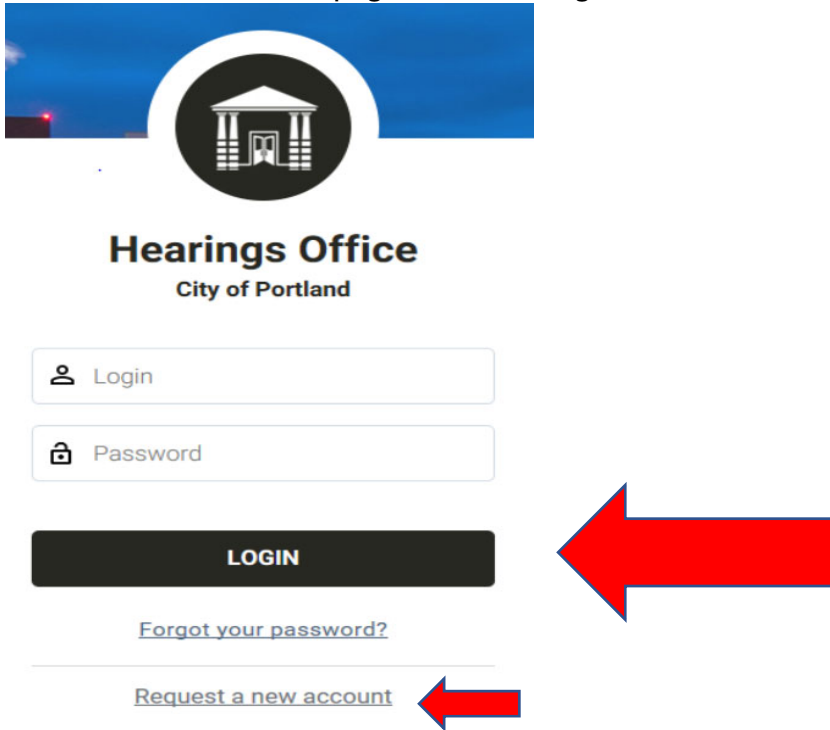 Hearings Office
City of Portland
Login
Password
LOGIN
Forgot your password?
Request a new account